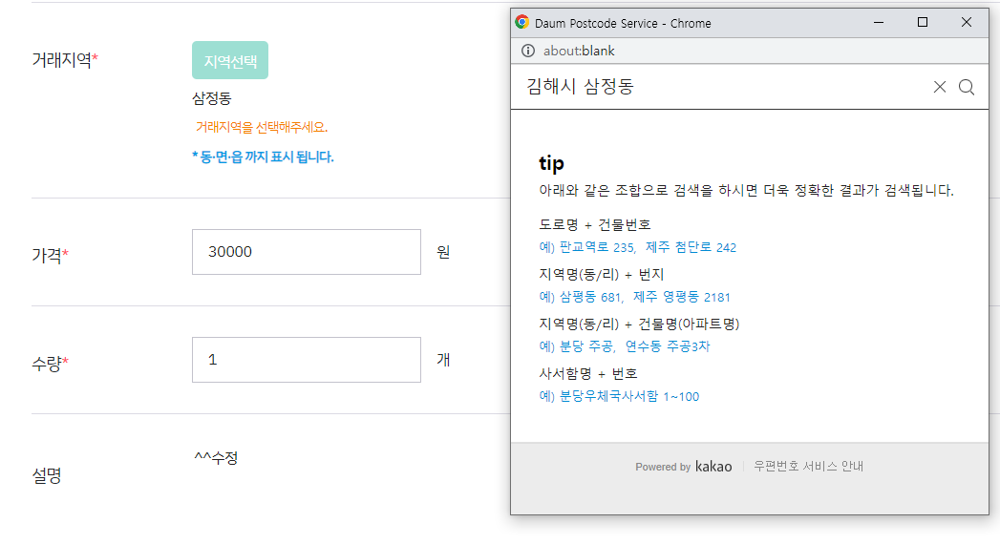 거래지역*
지역선택
삼정동
거래지역을 선택해주세요.
* 동·면·읍 까지 표시 됩니다.
가격*
30000 원
수량*
1 개
설명
^^수정
Daum Postcode Service - Chrome
about:blank
김해시 삼정동
tip
아래와 같은 조합으로 검색을 하시면 더욱 정확한 결과가 검색됩니다.
도로명 + 건물번호
예) 판교역로 235, 제주 첨단로 242
지역명(동/리) + 번지
예) 삼평동 681, 제주 영평동 2181
지역명(동/리) + 건물명(아파트명)
예) 분당 주공, 연수동 주공3차
사서함명 + 번호
예) 분당우체국사서함 1~100
Powered by kakao 우편번호 서비스 안내